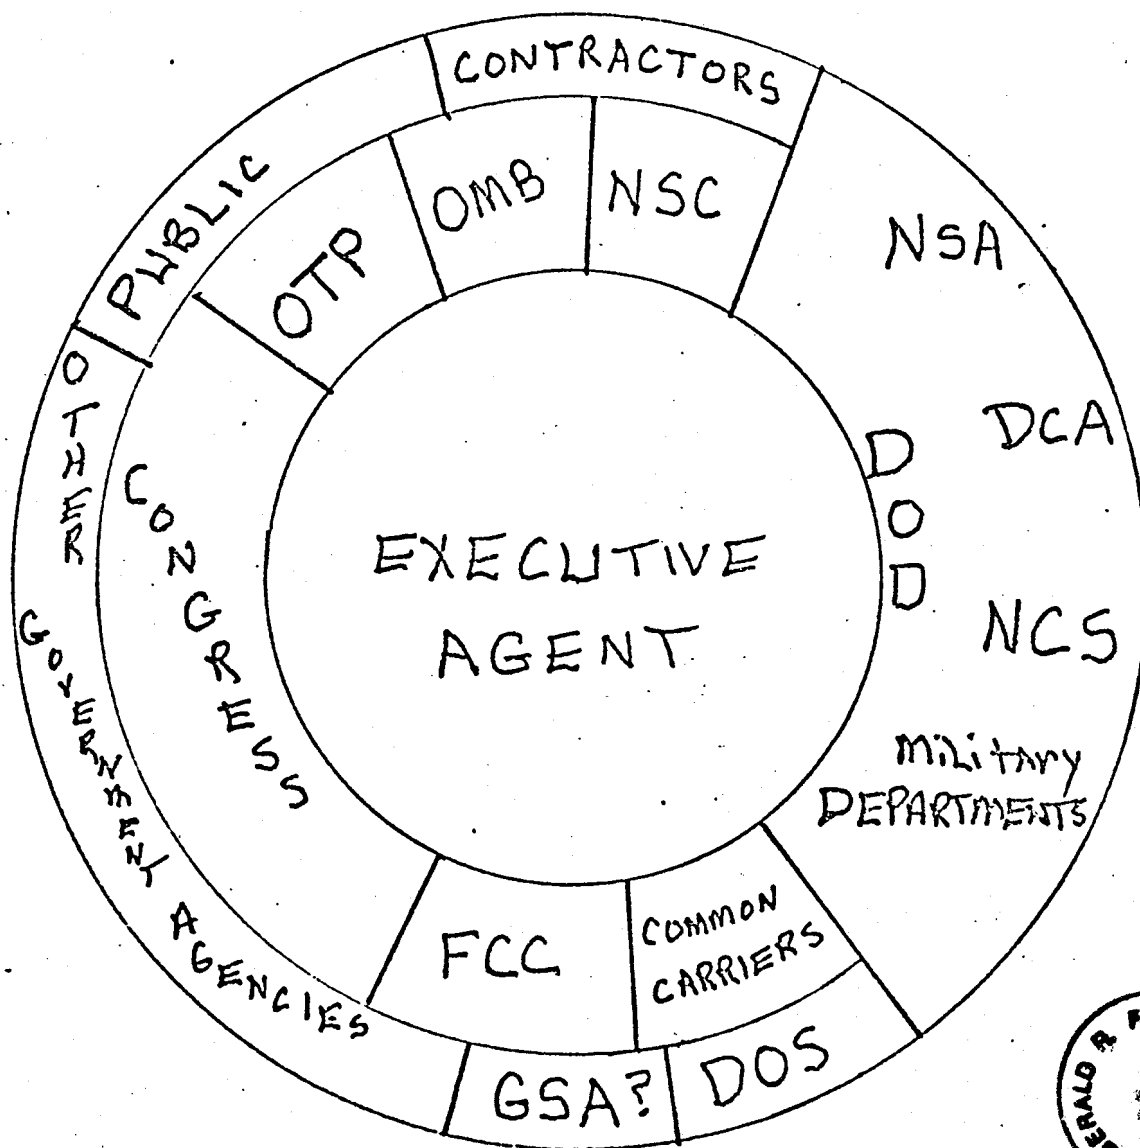 CONTRACTORS
PUBLIC
OTP
OMB
NSC
NSA
DCA
DOD
NCS
Military
DEPARTMENTS
EXECUTIVE
AGENT
CONGRESS
OTHER GOVERNMENT AGENCIES
FCC
COMMON
CARRIERS
GSA?
DOS
GERALD R